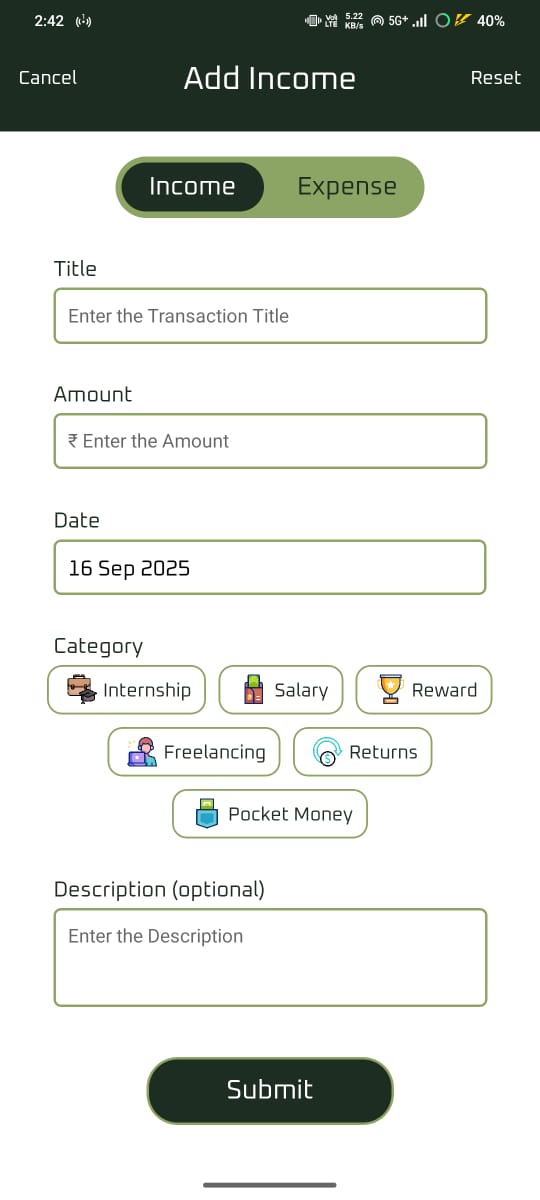 2:42 Vo) LTE 5.22 KB/s 5G+ 40%
Cancel Add Income Reset
Income Expense
Title
Enter the Transaction Title
Amount
₹ Enter the Amount
Date
16 Sep 2025
Category
Internship Salary Reward
Freelancing Returns
Pocket Money
Description (optional)
Enter the Description
Submit